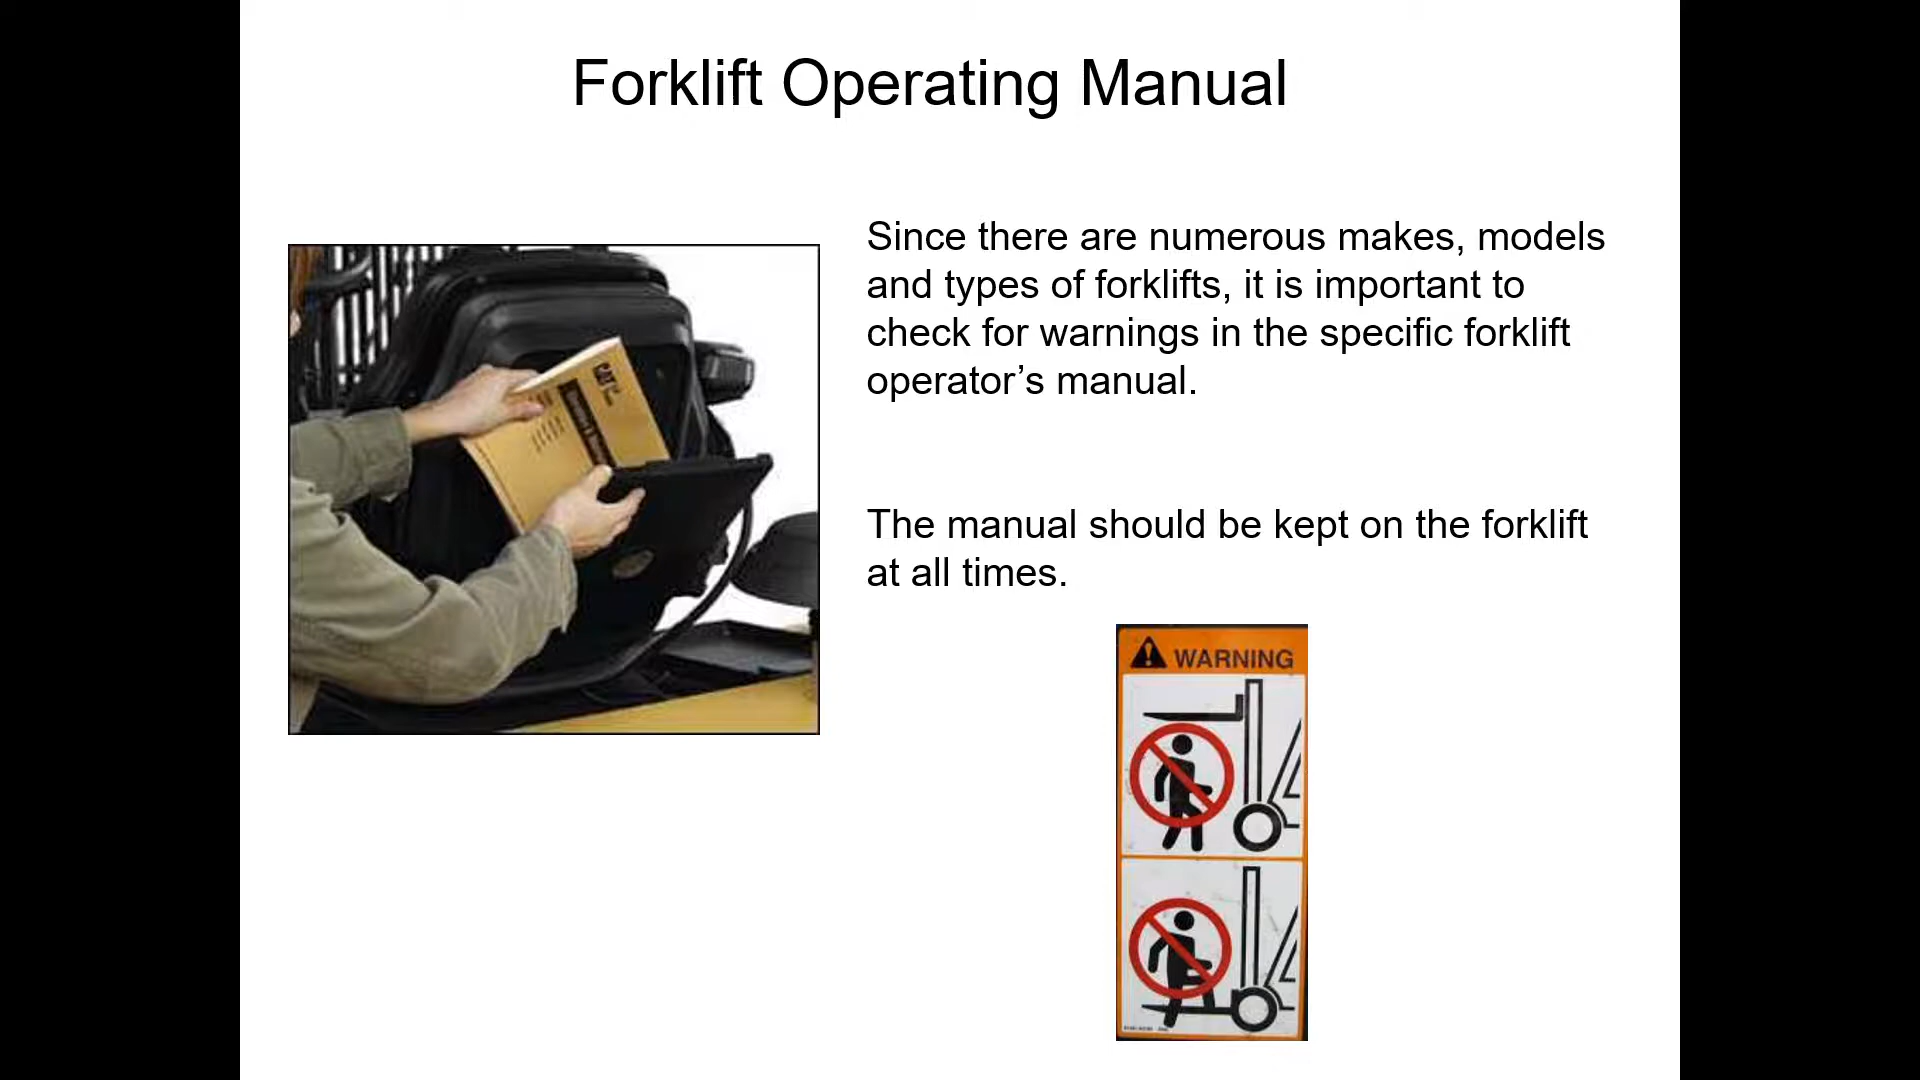 Forklift Operating Manual
Since there are numerous makes, models
and types of forklifts, it is important to
check for warnings in the specific forklift
operator’s manual.
The manual should be kept on the forklift
at all times.
CAT
WARNING